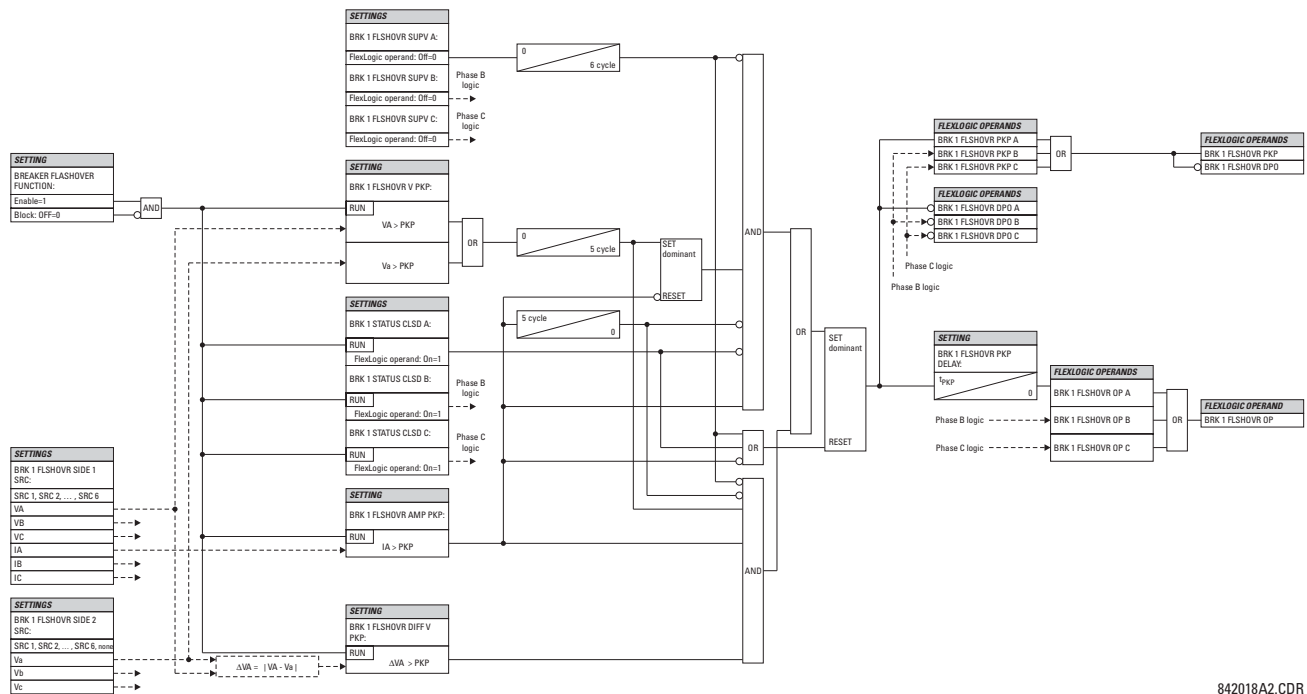 SETTING
BREAKER FLASHOVER
FUNCTION:
Enable=1
Block: OFF=0
AND
SETTINGS
BRK 1 FLSHOVR SIDE 1
SRC:
SRC 1, SRC 2, ... , SRC 6
VA
VB
VC
IA
IB
IC
SETTINGS
BRK 1 FLSHOVR SIDE 2
SRC:
SRC 1, SRC 2, ... , SRC 6, none
Va
Vb
Vc
ΔVA = | VA - Va |
SETTINGS
BRK 1 FLSHOVR SUPV A:
FlexLogic operand: Off=0
BRK 1 FLSHOVR SUPV B:
FlexLogic operand: Off=0
BRK 1 FLSHOVR SUPV C:
FlexLogic operand: Off=0
Phase B
logic
Phase C
logic
SETTING
BRK 1 FLSHOVR V PKP:
RUN
VA > PKP
Va > PKP
OR
SETTINGS
BRK 1 STATUS CLSD A:
RUN
FlexLogic operand: On=1
BRK 1 STATUS CLSD B:
RUN
FlexLogic operand: On=1
BRK 1 STATUS CLSD C:
RUN
FlexLogic operand: On=1
Phase B
logic
Phase C
logic
SETTING
BRK 1 FLSHOVR AMP PKP:
RUN
IA > PKP
SETTING
BRK 1 FLSHOVR DIFF V
PKP:
RUN
ΔVA > PKP
0
6 cycle
0
5 cycle
5 cycle
0
SET
dominant
RESET
AND
OR
AND
OR
SET
dominant
RESET
FLEXLOGIC OPERANDS
BRK 1 FLSHOVR PKP A
BRK 1 FLSHOVR PKP B
BRK 1 FLSHOVR PKP C
OR
FLEXLOGIC OPERANDS
BRK 1 FLSHOVR PKP
BRK 1 FLSHOVR DPO
FLEXLOGIC OPERANDS
BRK 1 FLSHOVR DPO A
BRK 1 FLSHOVR DPO B
BRK 1 FLSHOVR DPO C
Phase C logic
Phase B logic
SETTING
BRK 1 FLSHOVR PKP
DELAY:
tPKP
0
FLEXLOGIC OPERANDS
BRK 1 FLSHOVR OP A
BRK 1 FLSHOVR OP B
BRK 1 FLSHOVR OP C
Phase B logic
Phase C logic
OR
FLEXLOGIC OPERAND
BRK 1 FLSHOVR OP
842018A2.CDR